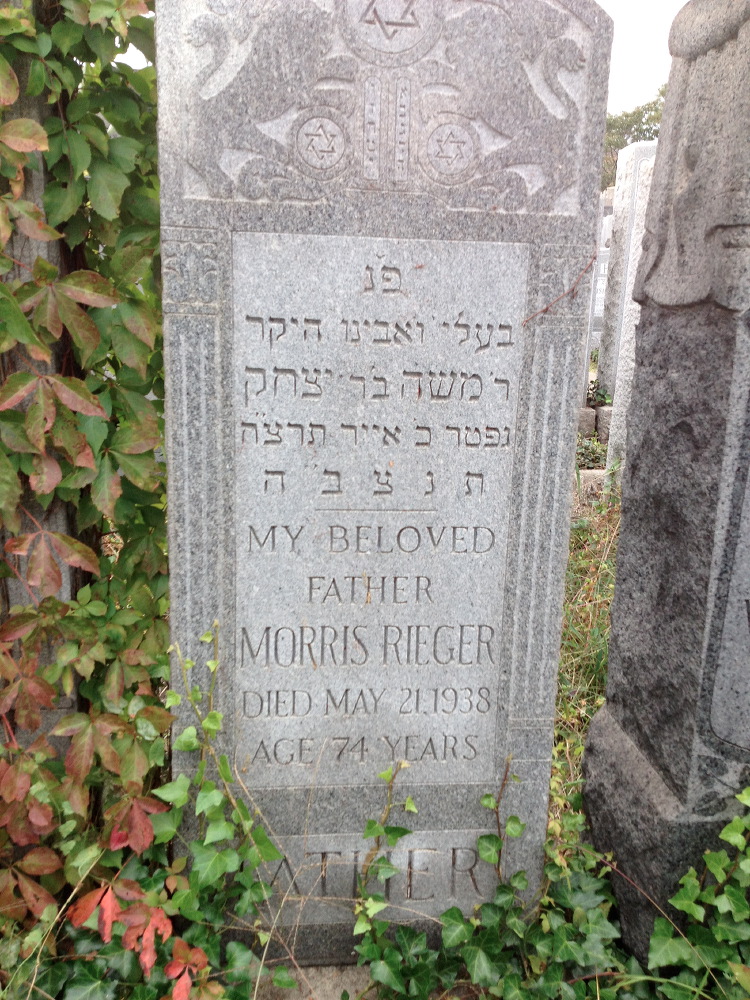 פ״נ
בעלי ואבינו היקר
ר׳ משה בר׳ יצחק
נפטר כ׳ אייר תרצ״ח
ת נ צ ב״ ה
MY BELOVED
FATHER
MORRIS RIEGER
DIED MAY 21.1938
AGE 74 YEARS
ATHER